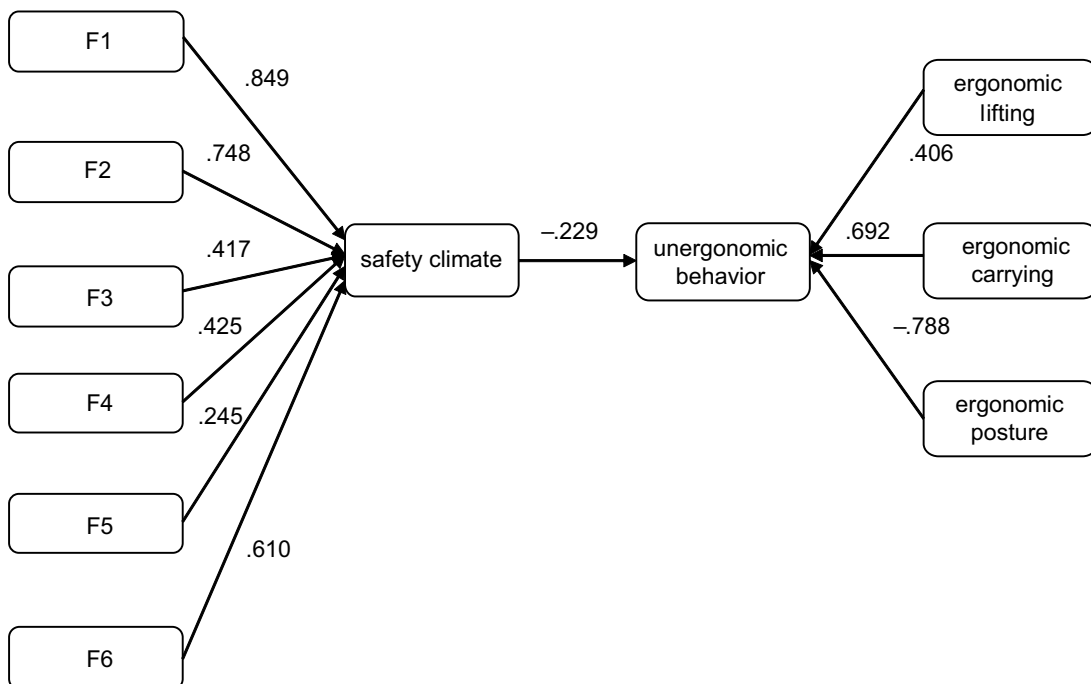 F1
.849
F2
.748
F3
.417
F4
.425
F5
.245
F6
.610
safety climate
–.229
unergonomic
behavior
ergonomic
lifting
.406
ergonomic
carrying
.692
ergonomic
posture
–.788